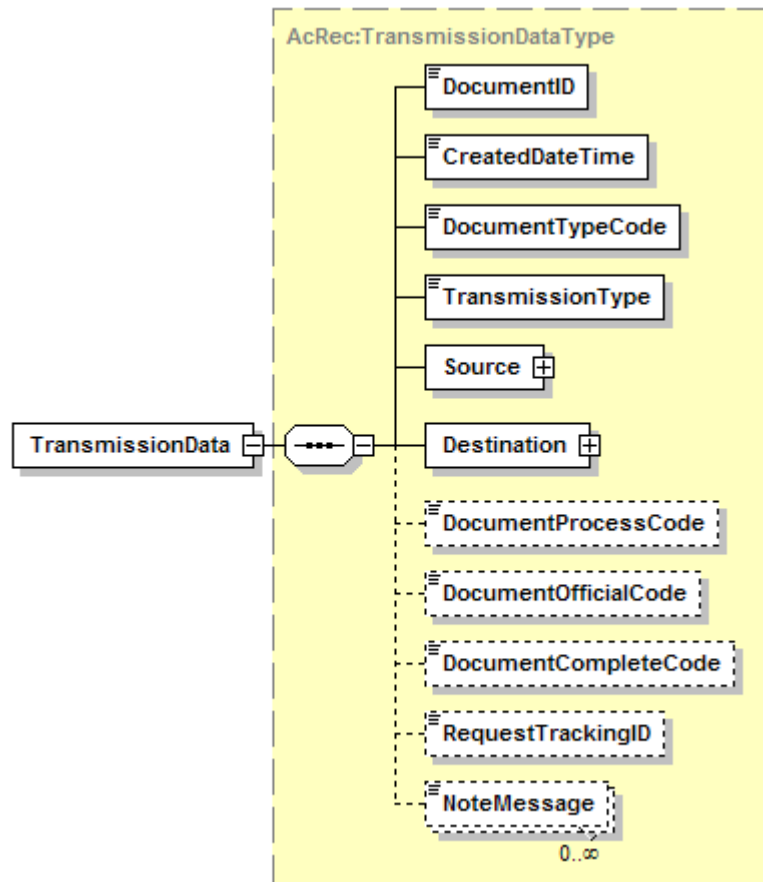 AcRec:TransmissionDataType
DocumentID
CreatedDateTime
DocumentTypeCode
TransmissionType
Source
TransmissionData
Destination
DocumentProcessCode
DocumentOfficialCode
DocumentCompleteCode
RequestTrackingID
NoteMessage
0..∞